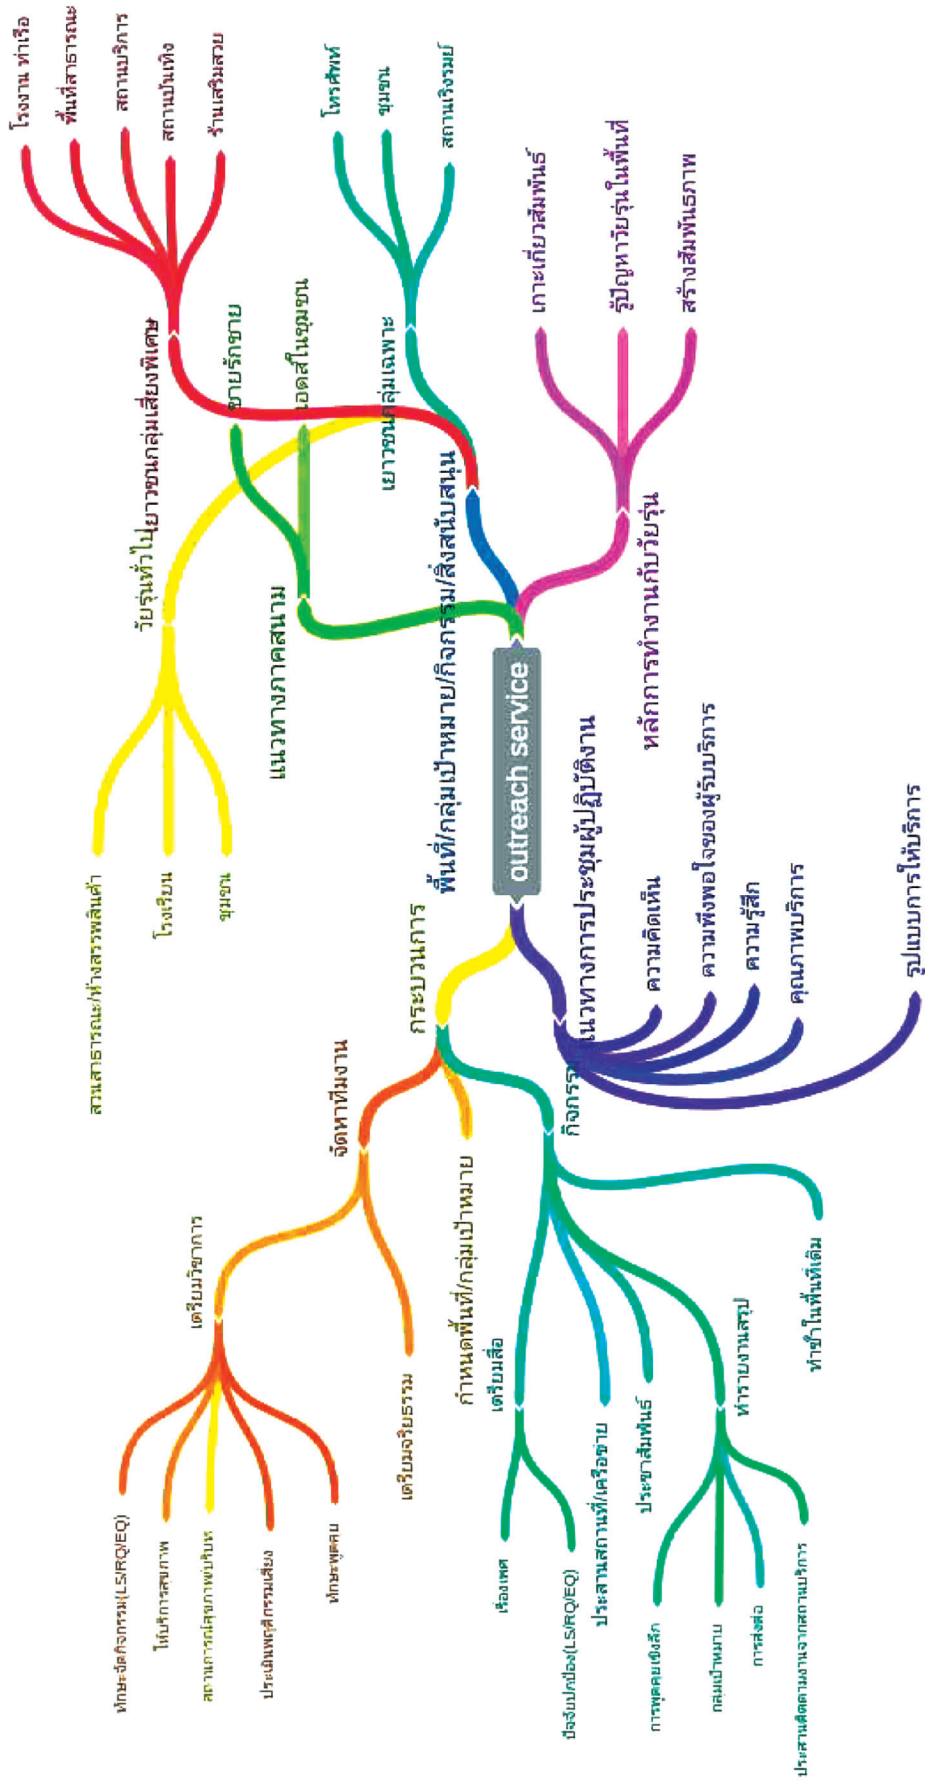 outreach service
พื้นที่/กลุ่มเป้าหมาย/กิจกรรม/สิ่งสนับสนุน
เยาวชนกลุ่มเสี่ยงพิเศษ
โรงงาน ท่าเรือ
พื้นที่สาธารณะ
สถานบริการ
สถานบันเทิง
ร้านเสริมสวย
เยาวชนกลุ่มเฉพาะ
โทรศัพท์
ชุมชน
สถานเริงรมย์
วัยรุ่นทั่วไป
สวนสาธารณะ/ห้างสรรพสินค้า
โรงเรียน
ชุมชน
แนวทางภาคสนาม
ชายรักชาย
เอดส์ในชุมชน
หลักการทำงานกับวัยรุ่น
เกาะเกี่ยวสัมพันธ์
รู้ปัญหาวัยรุ่นในพื้นที่
สร้างสัมพันธภาพ
กระบวนการ
จัดหาทีมงาน
เตรียมวิชาการ
ทักษะจัดกิจกรรม(LS/RQ/EQ)
ให้บริการสุขภาพ
สถานการณ์สุขภาพ/บริบท
ประเมินพฤติกรรมเสี่ยง
ทักษะพูดคุย
เตรียมจริยธรรม
กำหนดพื้นที่/กลุ่มเป้าหมาย
กิจกรรม
เตรียมสื่อ
เรื่องเพศ
ปัจจัยปกป้อง(LS/RQ/EQ)
ประสานสถานที่/เครือข่าย
ประชาสัมพันธ์
ทำรายงานสรุป
การพูดคุยเชิงลึก
กลุ่มเป้าหมาย
การส่งต่อ
ประสานติดตามงานจากสถานบริการ
ทำซ้ำในพื้นที่เดิม
แนวทางการประชุมผู้ปฏิบัติงาน
ความคิดเห็น
ความพึงพอใจของผู้รับบริการ
ความรู้สึก
คุณภาพบริการ
รูปแบบการให้บริการ